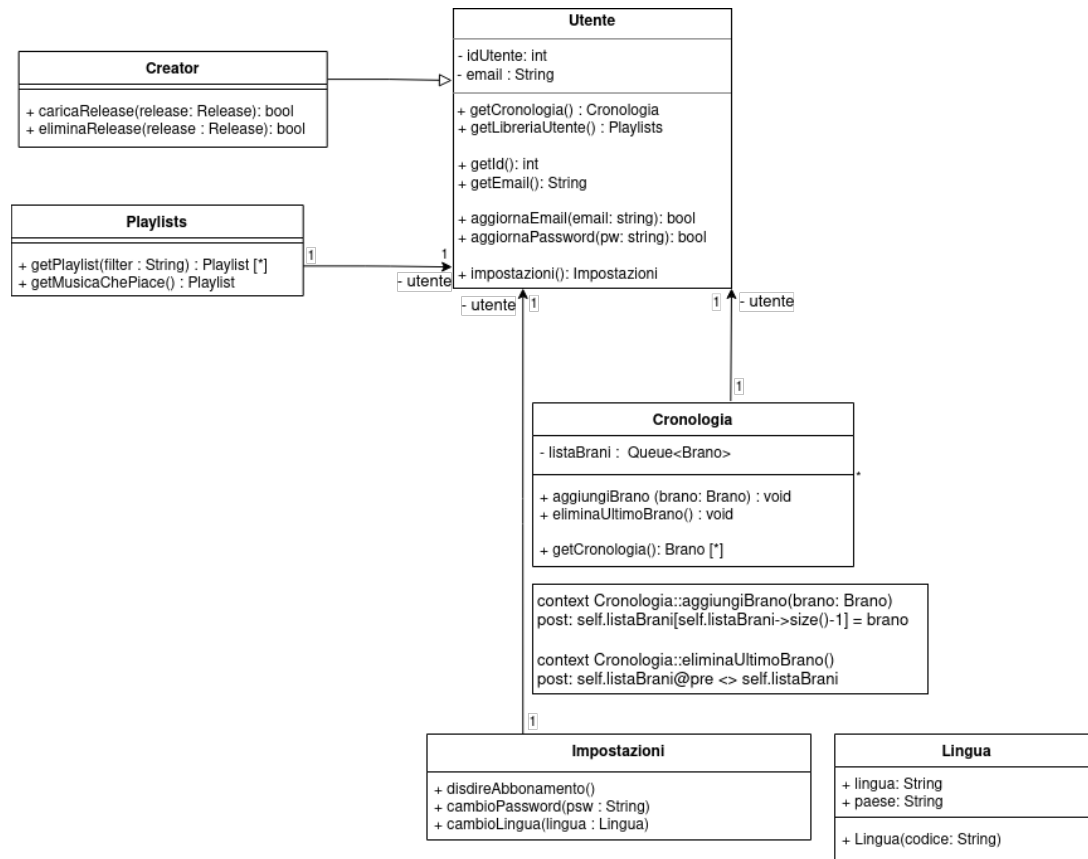 Utente
- idUtente: int
- email : String
+ getCronologia() : Cronologia
+ getLibreriaUtente() : Playlists
+ getId(): int
+ getEmail(): String
+ aggiornaEmail(email: string): bool
+ aggiornaPassword(pw: string): bool
+ impostazioni(): Impostazioni
Creator
+ caricaRelease(release: Release): bool
+ eliminaRelease(release : Release): bool
Playlists
+ getPlaylist(filter : String) : Playlist [*]
+ getMusicaChePiace() : Playlist
1
1
- utente
- utente
1
1
- utente
1
Cronologia
- listaBrani : Queue<Brano>
*
+ aggiungiBrano (brano: Brano) : void
+ eliminaUltimoBrano() : void
+ getCronologia(): Brano [*]
context Cronologia::aggiungiBrano(brano: Brano)
post: self.listaBrani[self.listaBrani->size()-1] = brano
context Cronologia::eliminaUltimoBrano()
post: self.listaBrani@pre <> self.listaBrani
1
Impostazioni
+ disdireAbbonamento()
+ cambioPassword(psw : String)
+ cambioLingua(lingua : Lingua)
Lingua
+ lingua: String
+ paese: String
+ Lingua(codice: String)